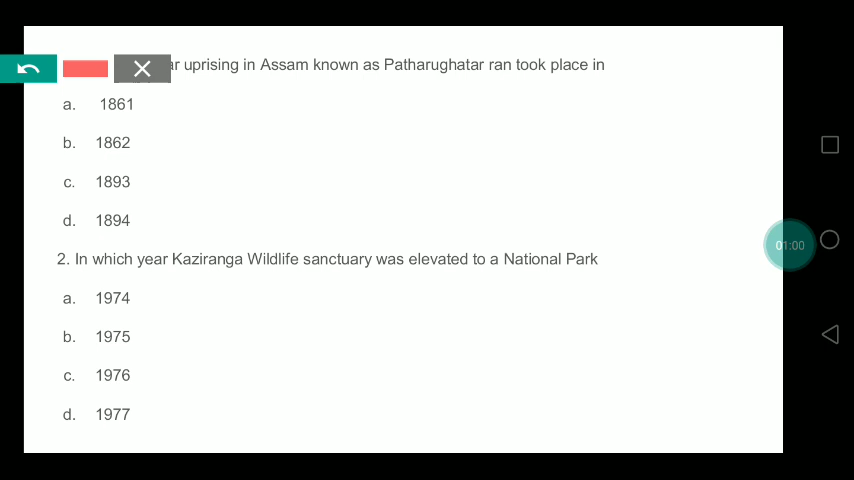 uprising in Assam known as Patharughatar ran took place in
a. 1861
b. 1862
c. 1893
d. 1894
2. In which year Kaziranga Wildlife sanctuary was elevated to a National Park
a. 1974
b. 1975
c. 1976
d. 1977
01:00